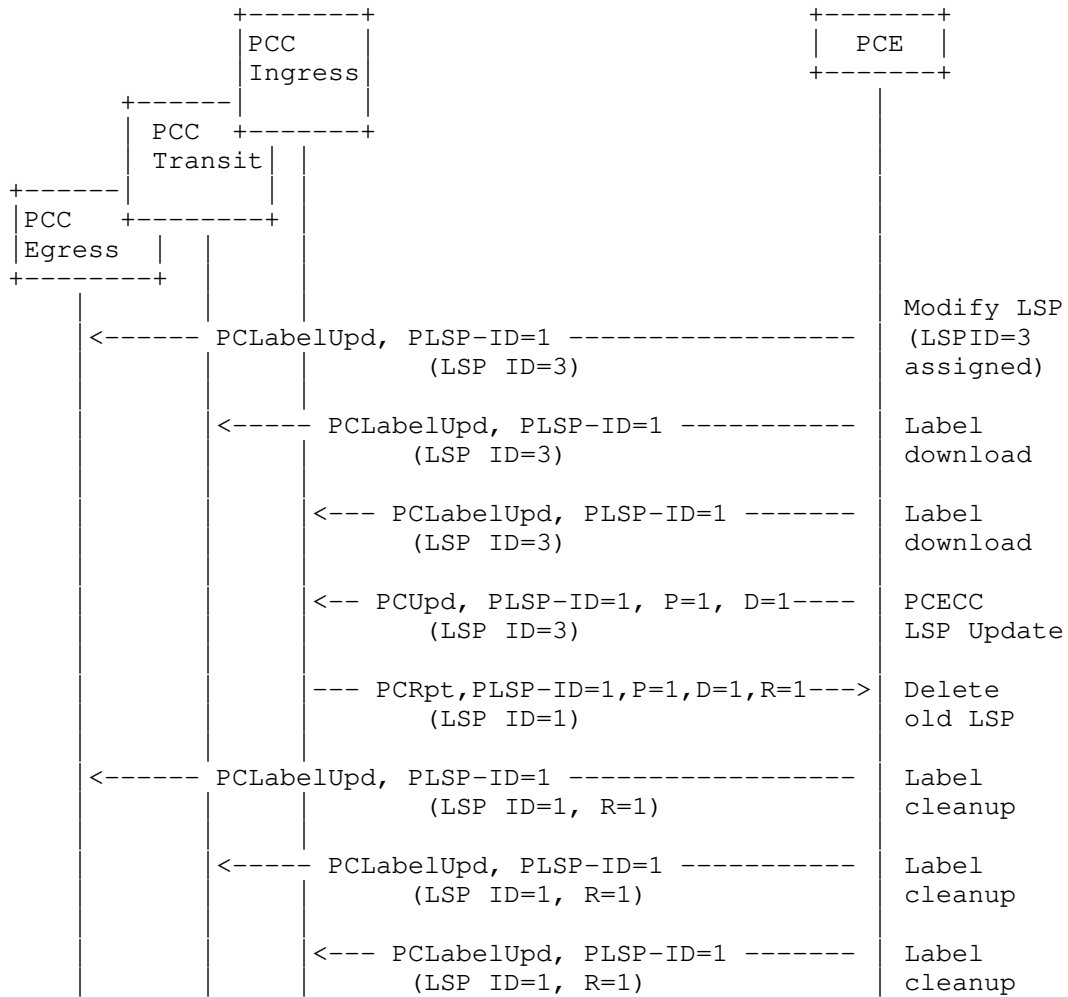 PCC
Ingress
PCE
PCC
Transit
PCC
Egress
Modify LSP
PCLabelUpd, PLSP-ID=1 (LSPID=3
(LSP ID=3) assigned)
PCLabelUpd, PLSP-ID=1 Label
(LSP ID=3) download
PCLabelUpd, PLSP-ID=1 Label
(LSP ID=3) download
PCUpd, PLSP-ID=1, P=1, D=1 PCECC
(LSP ID=3) LSP Update
PCRpt,PLSP-ID=1,P=1,D=1,R=1 Delete
(LSP ID=1) old LSP
PCLabelUpd, PLSP-ID=1 Label
(LSP ID=1, R=1) cleanup
PCLabelUpd, PLSP-ID=1 Label
(LSP ID=1, R=1) cleanup
PCLabelUpd, PLSP-ID=1 Label
(LSP ID=1, R=1) cleanup